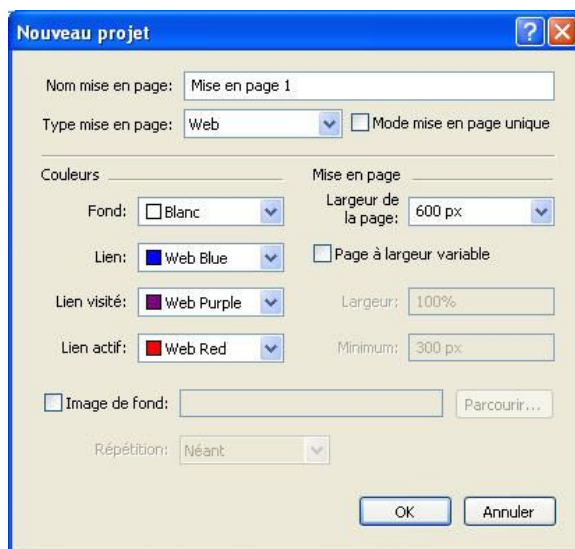 Nouveau projet
Nom mise en page: Mise en page 1
Type mise en page: Web Mode mise en page unique
Couleurs Mise en page
Fond: Blanc Largeur de la page: 600 px
Lien: Web Blue Page à largeur variable
Lien visité: Web Purple Largeur: 100%
Lien actif: Web Red Minimum: 300 px
Image de fond: Parcourir...
Répétition: Néant
OK Annuler